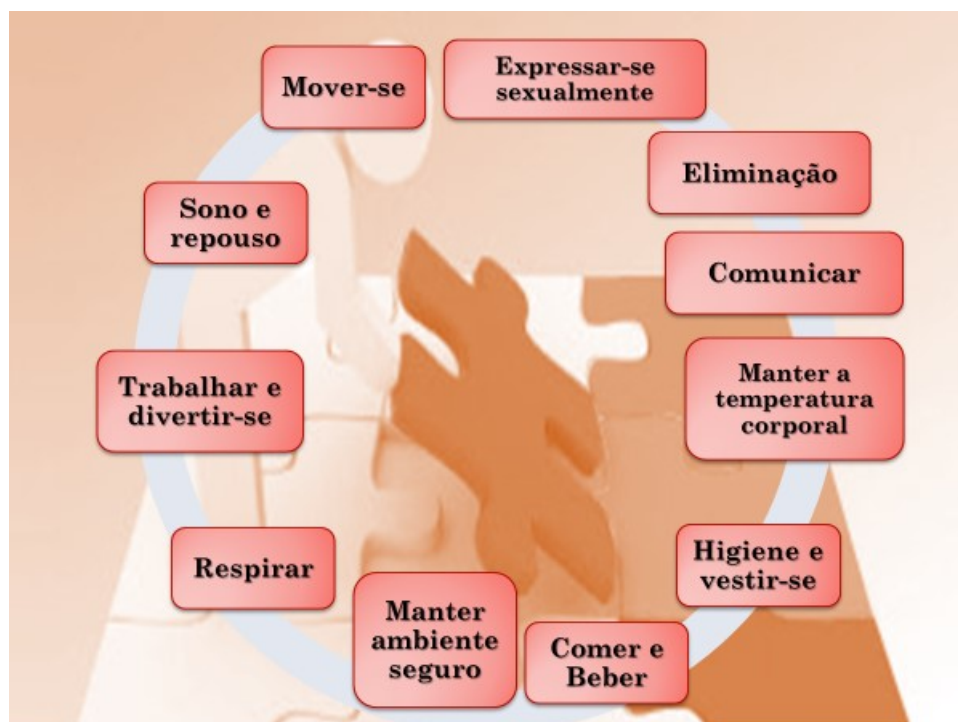 Mover-se
Expressar-se
sexualmente
Eliminação
Comunicar
Manter a
temperatura
corporal
Higiene e
vestir-se
Comer e
Beber
Manter
ambiente
seguro
Respirar
Trabalhar e
divertir-se
Sono e
repouso